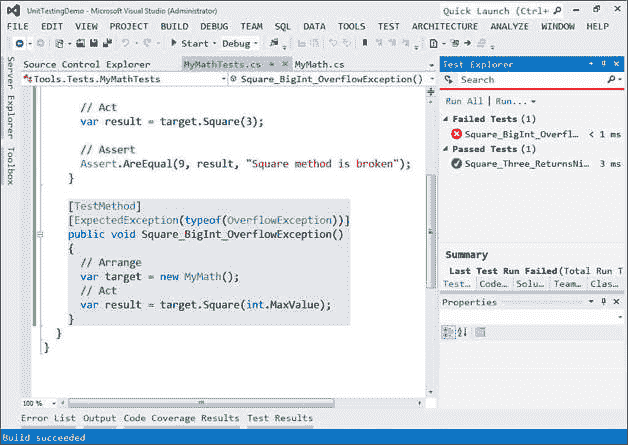 UnitTestingDemo - Microsoft Visual Studio (Administrator)
Quick Launch (Ctrl+Q)
FILE EDIT VIEW PROJECT BUILD DEBUG TEAM SQL DATA TOOLS TEST ARCHITECTURE ANALYZE WINDOW HELP
Start Debug
Server Explorer Toolbox
Source Control Explorer MyMathTests.cs MyMath.cs
Tools.Tests.MyMathTests Square_BigInt_OverflowException()
// Act
var result = target.Square(3);
// Assert
Assert.AreEqual(9, result, "Square method is broken");
}
[TestMethod]
[ExpectedException(typeof(OverflowException))]
public void Square_BigInt_OverflowException()
{
// Arrange
var target = new MyMath();
// Act
var result = target.Square(int.MaxValue);
}
}
}
100 %
Test Explorer
Search
Run All | Run...
Failed Tests (1)
Square_BigInt_Overfl... < 1 ms
Passed Tests (1)
Square_Three_ReturnsNi... 3 ms
Summary
Last Test Run Failed (Total Run T
Test... Code... Solu... Team... Clas...
Properties
Error List Output Code Coverage Results Test Results
Build succeeded